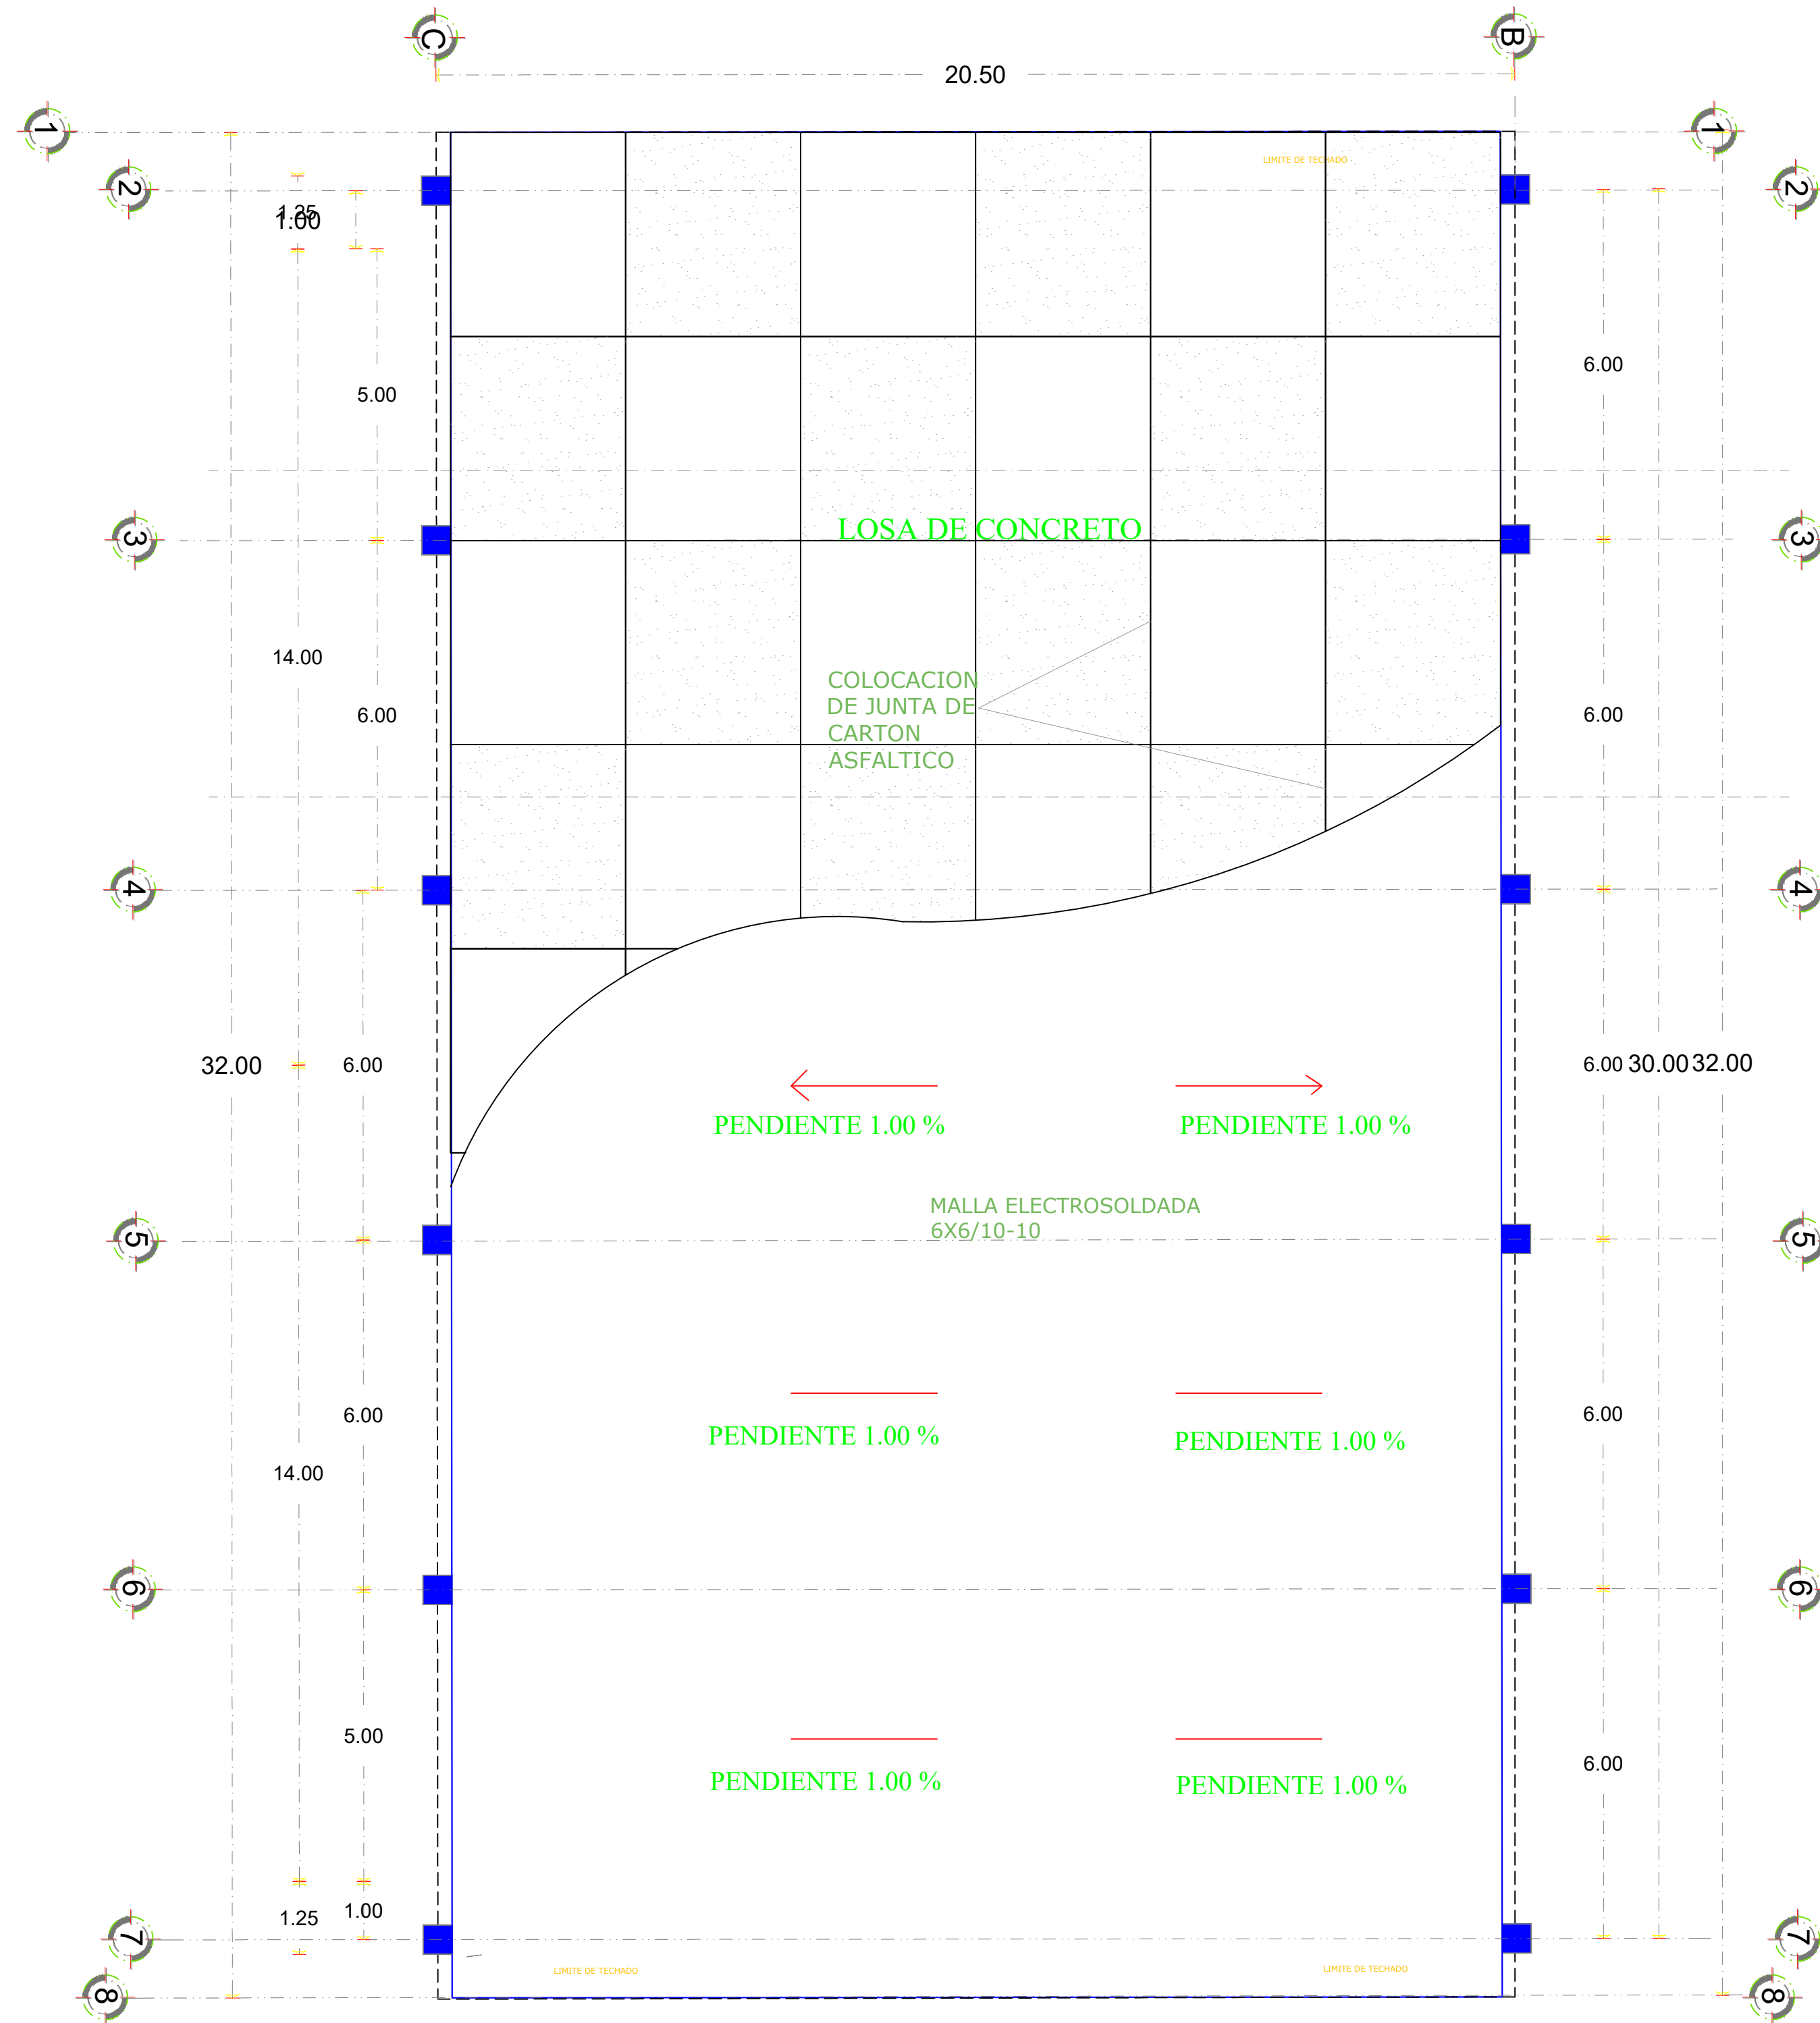 C
B
20.50
1
1
LIMITE DE TECHADO
2
2
1.25
1.00
6.00
5.00
LOSA DE CONCRETO
3
3
14.00
COLOCACION
DE JUNTA DE
CARTON
ASFALTICO
6.00
6.00
4
4
32.00
6.00
6.00
30.00
32.00
PENDIENTE 1.00 %
PENDIENTE 1.00 %
MALLA ELECTROSOLDADA
6X6/10-10
5
5
6.00
6.00
PENDIENTE 1.00 %
PENDIENTE 1.00 %
14.00
6
6
5.00
6.00
PENDIENTE 1.00 %
PENDIENTE 1.00 %
1.25
1.00
7
7
LIMITE DE TECHADO
LIMITE DE TECHADO
8
8